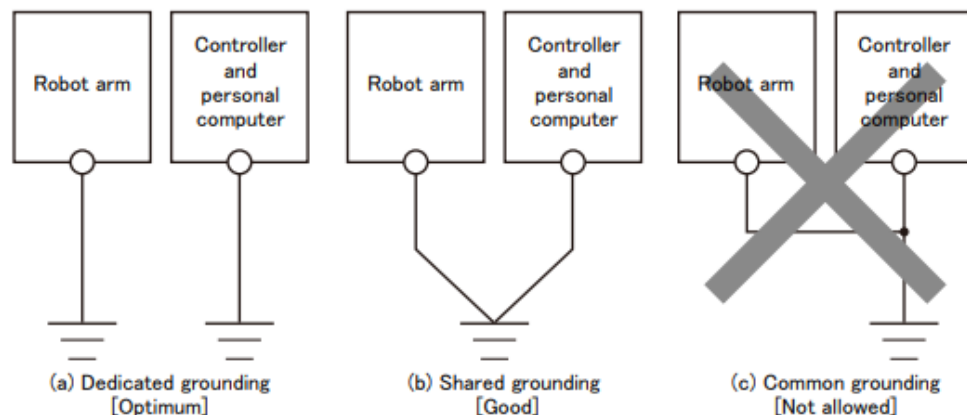 Robot arm
Controller
and
personal
computer
Robot arm
Controller
and
personal
computer
Robot arm
Controller
and
personal
computer
(a) Dedicated grounding
[Optimum]
(b) Shared grounding
[Good]
(c) Common grounding
[Not allowed]